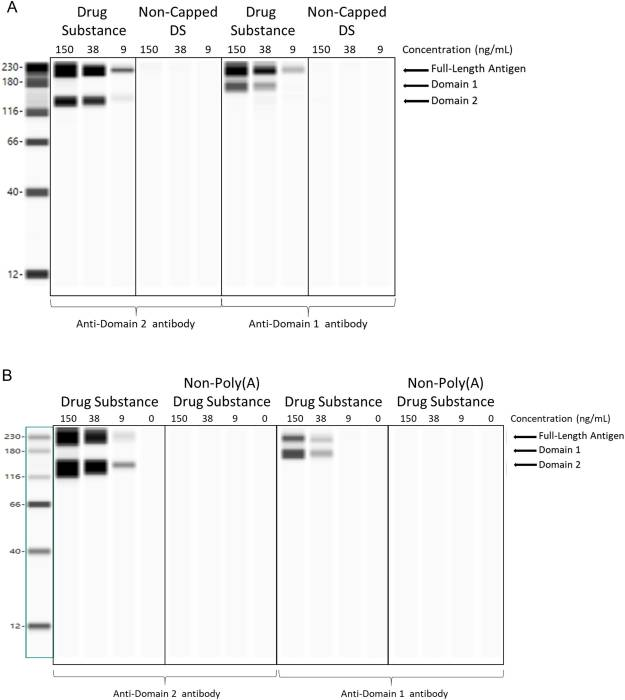 A
Drug Substance
Non-Capped DS
Drug Substance
Non-Capped DS
150 38 9 150 38 9 150 38 9 150 38 9 Concentration (ng/mL)
230-
180-
116-
66-
40-
12-
Full-Length Antigen
Domain 1
Domain 2
Anti-Domain 2 antibody
Anti-Domain 1 antibody
B
Drug Substance
Non-Poly(A) Drug Substance
Drug Substance
Non-Poly(A) Drug Substance
150 38 9 0 150 38 9 0 150 38 9 0 150 38 9 0 Concentration (ng/mL)
230-
180-
116-
66-
40-
12-
Full-Length Antigen
Domain 1
Domain 2
Anti-Domain 2 antibody
Anti-Domain 1 antibody